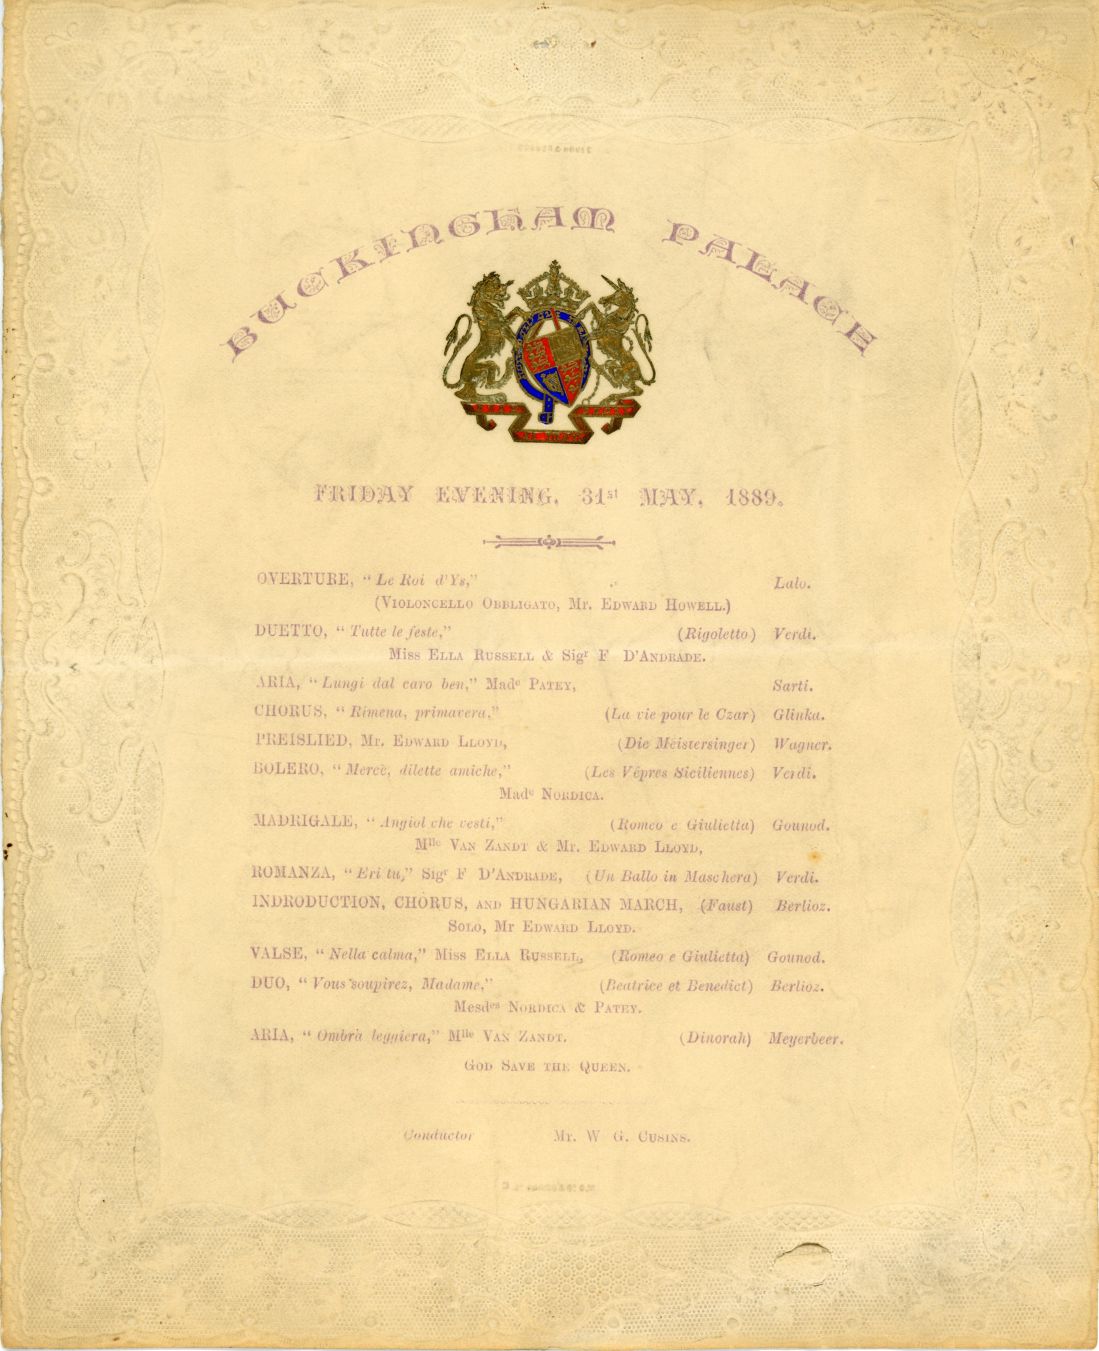 BUCKINGHAM PALACE
FRIDAY EVENING, 31st MAY, 1889.
OVERTURE, "Le Roi d'Ys," Lalo.
(VIOLONCELLO OBBLIGATO, MR. EDWARD HOWELL.)
DUETTO, "Tutte le feste," (Rigoletto) Verdi.
MISS ELLA RUSSELL & Sigr F D'ANDRADE.
ARIA, "Lungi dal caro ben," Made PATEY, Sarti.
CHORUS, "Rimena, primavera," (La vie pour le Czar) Glinka.
PREISLIED, MR. EDWARD LLOYD, (Die Meistersinger) Wagner.
BOLERO, "Mercè, dilette amiche," (Les Vêpres Siciliennes) Verdi.
Made NORDICA.
MADRIGALE, "Angiol che vesti," (Romeo e Giulietta) Gounod.
Mlle VAN ZANDT & MR. EDWARD LLOYD,
ROMANZA, "Eri tu," Sigr F D'ANDRADE, (Un Ballo in Maschera) Verdi.
INDRODUCTION, CHORUS, AND HUNGARIAN MARCH, (Faust) Berlioz.
SOLO, MR EDWARD LLOYD.
VALSE, "Nella calma," MISS ELLA RUSSELL, (Romeo e Giulietta) Gounod.
DUO, "Vous soupirez, Madame," (Beatrice et Benedict) Berlioz.
Mesdes NORDICA & PATEY.
ARIA, "Ombra leggiera," Mlle VAN ZANDT. (Dinorah) Meyerbeer.
GOD SAVE THE QUEEN.
Conductor MR. W G. CUSINS.